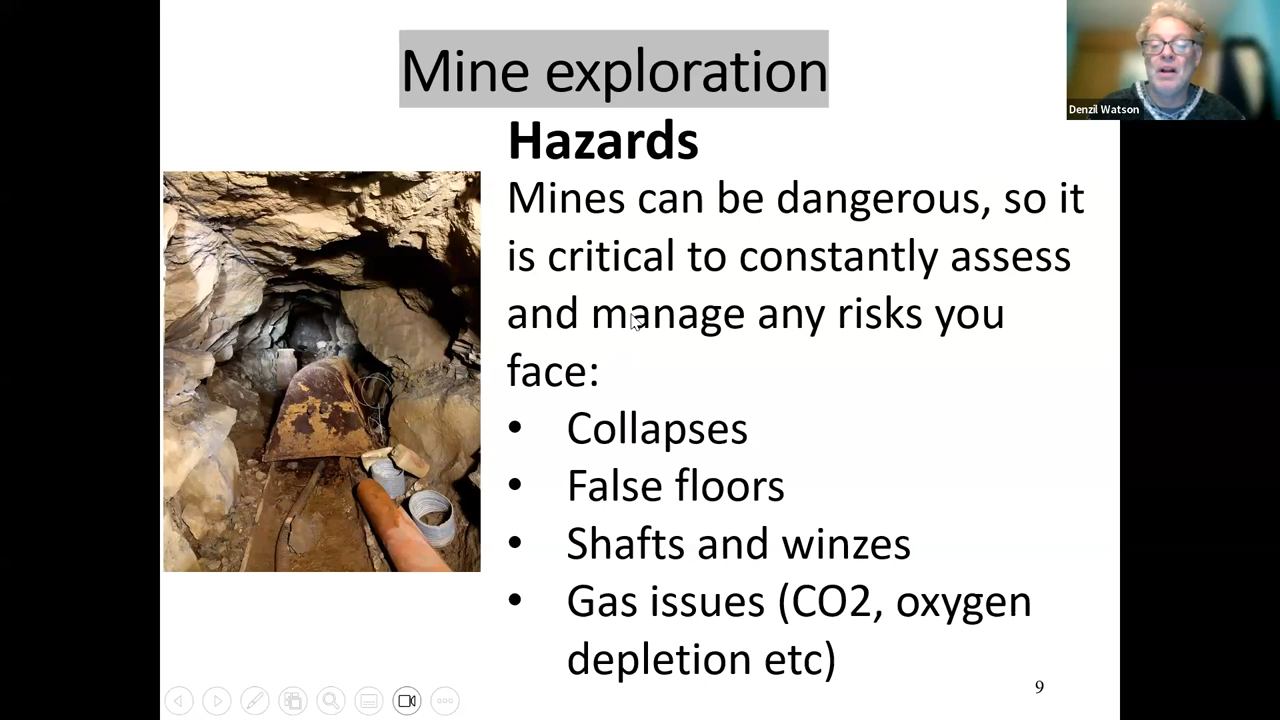 Mine exploration
Denzil Watson
Hazards
Mines can be dangerous, so it
is critical to constantly assess
and manage any risks you
face:
• Collapses
• False floors
• Shafts and winzes
• Gas issues (CO2, oxygen
depletion etc)
9